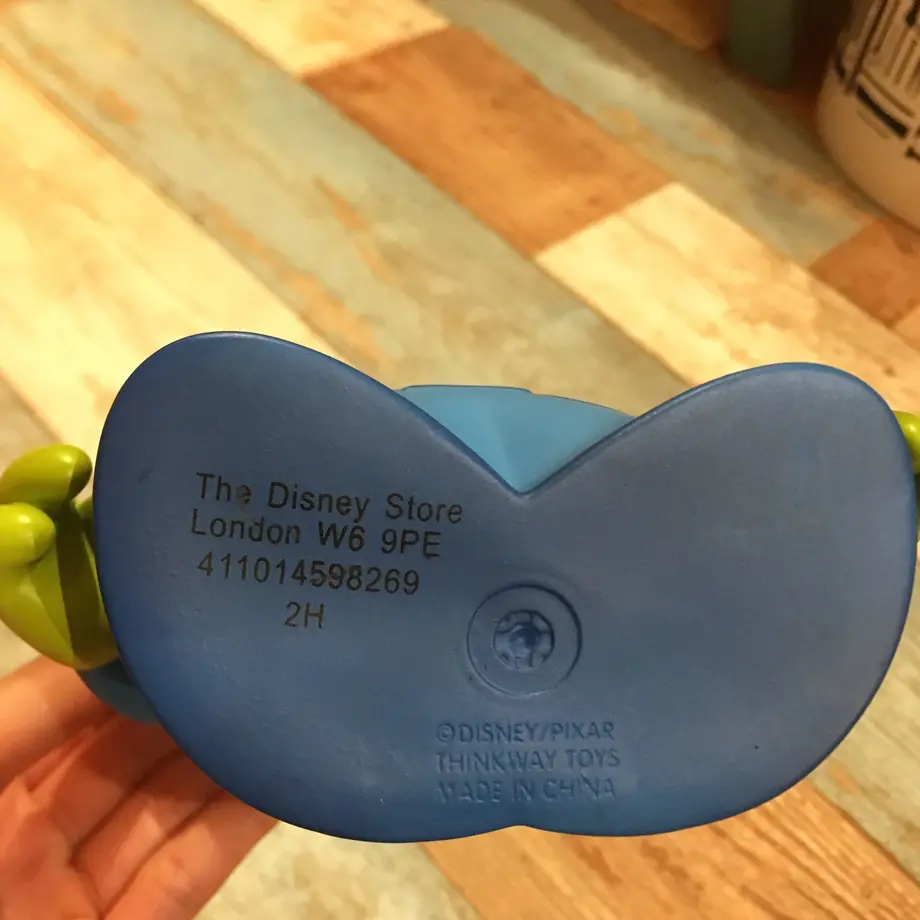 The Disney Store
London W6 9PE
411014598269
2H
©DISNEY/PIXAR
THINKWAY TOYS
MADE IN CHINA